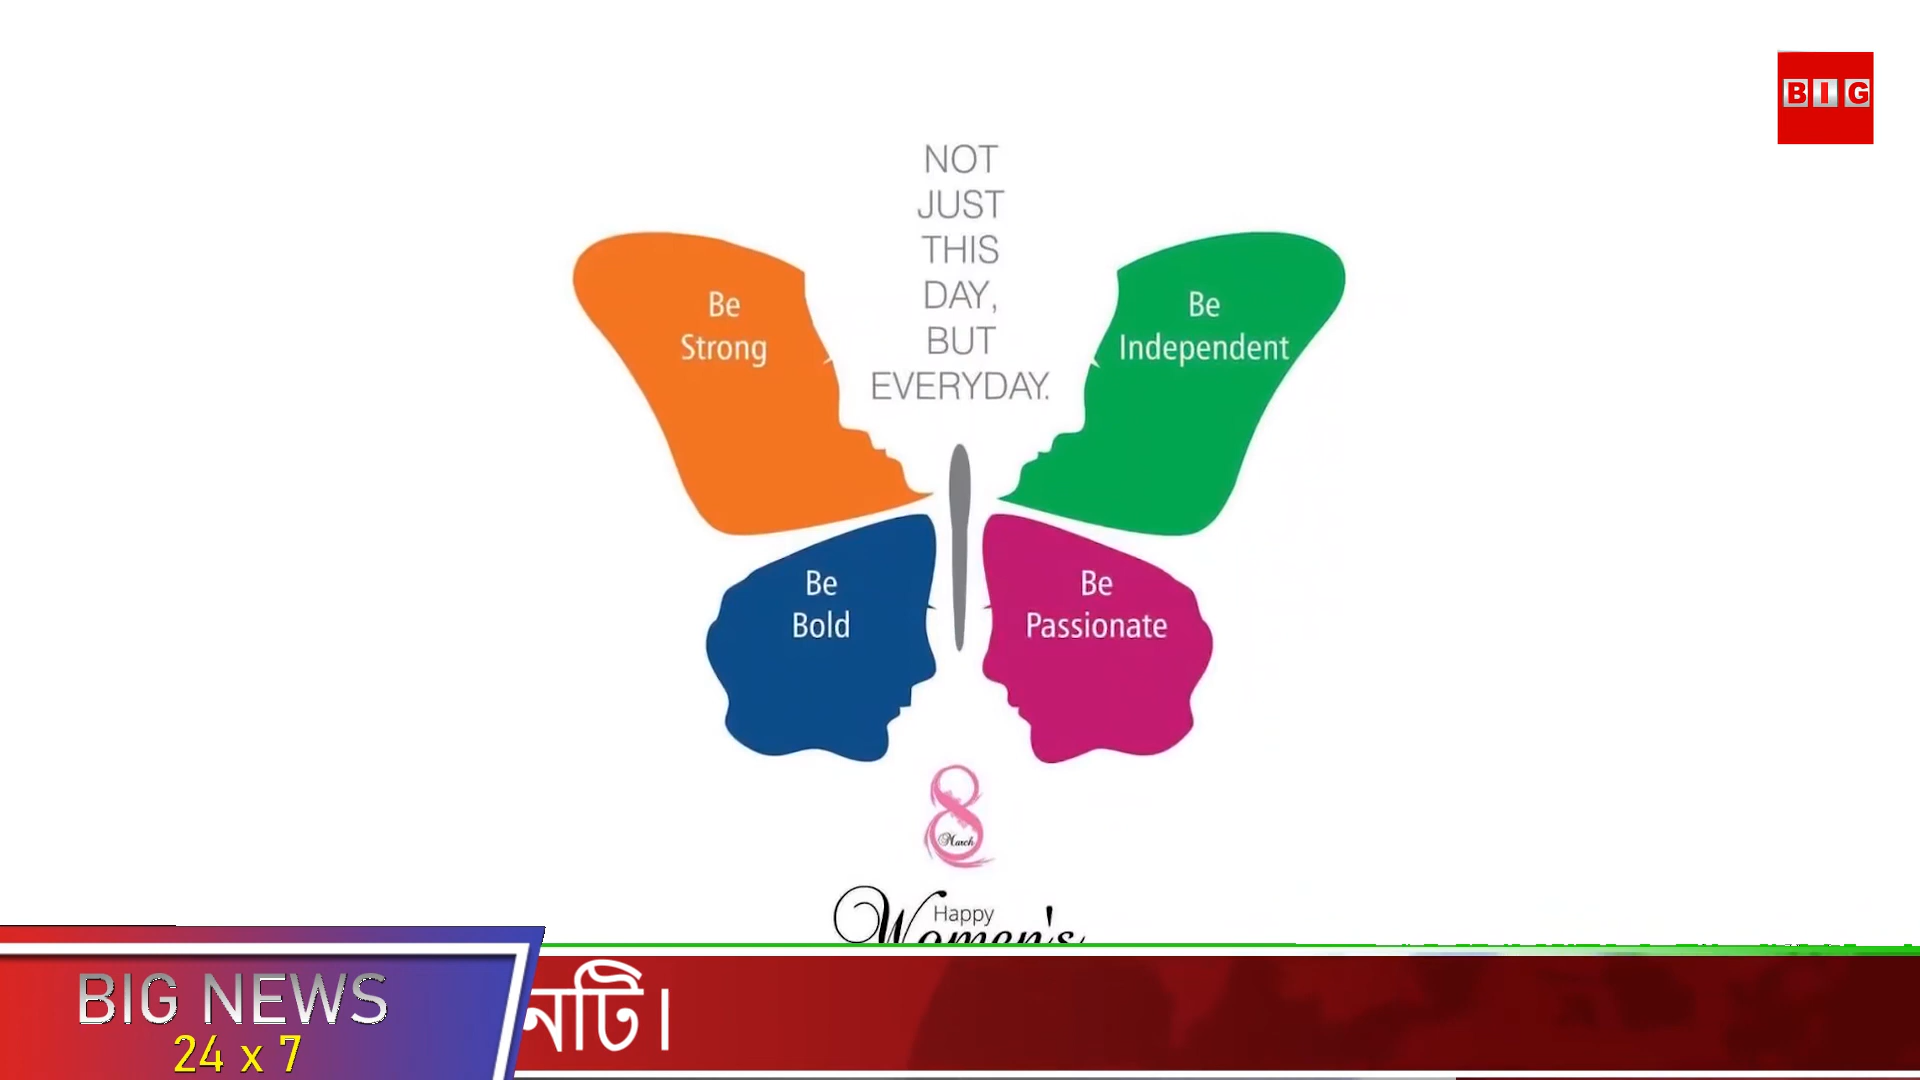 BIG
NOT
JUST
THIS
DAY,
BUT
EVERYDAY.
Be
Strong
Be
Independent
Be
Bold
Be
Passionate
8
March
Happy
Women's
BIG NEWS
24 x 7
নটি।